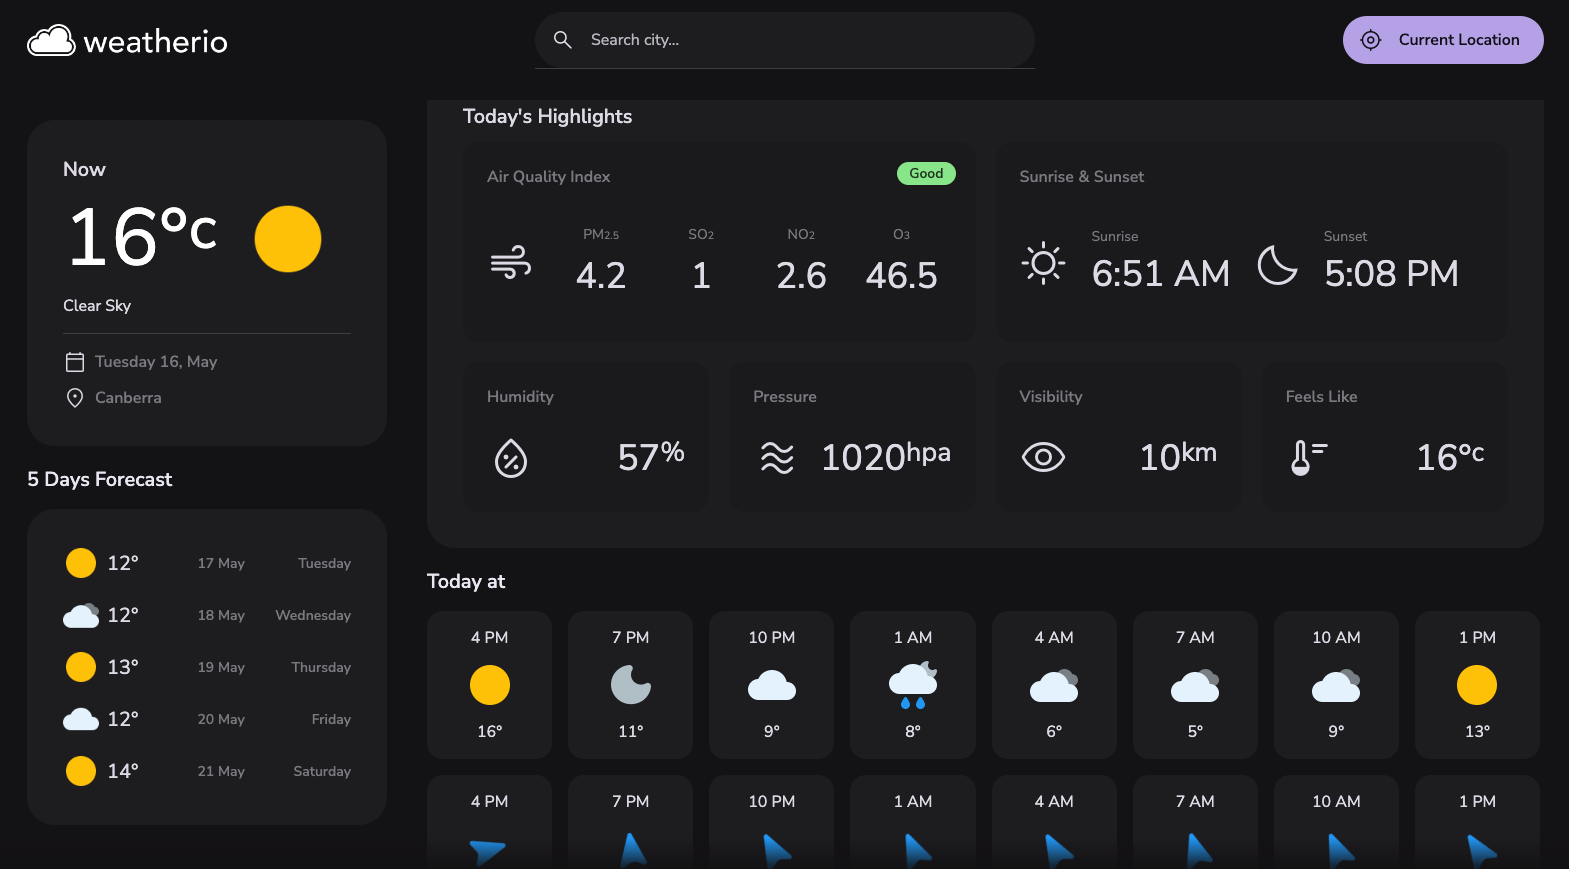 weatherio
Search city...
Current Location
Now
16°c
Clear Sky
Tuesday 16, May
Canberra
5 Days Forecast
12° 17 May Tuesday
12° 18 May Wednesday
13° 19 May Thursday
12° 20 May Friday
14° 21 May Saturday
Today's Highlights
Air Quality Index Good
PM2.5 SO2 NO2 O3
4.2 1 2.6 46.5
Sunrise & Sunset
Sunrise Sunset
6:51 AM 5:08 PM
Humidity
57%
Pressure
1020hpa
Visibility
10km
Feels Like
16°c
Today at
4 PM 7 PM 10 PM 1 AM 4 AM 7 AM 10 AM 1 PM
16° 11° 9° 8° 6° 5° 9° 13°
4 PM 7 PM 10 PM 1 AM 4 AM 7 AM 10 AM 1 PM